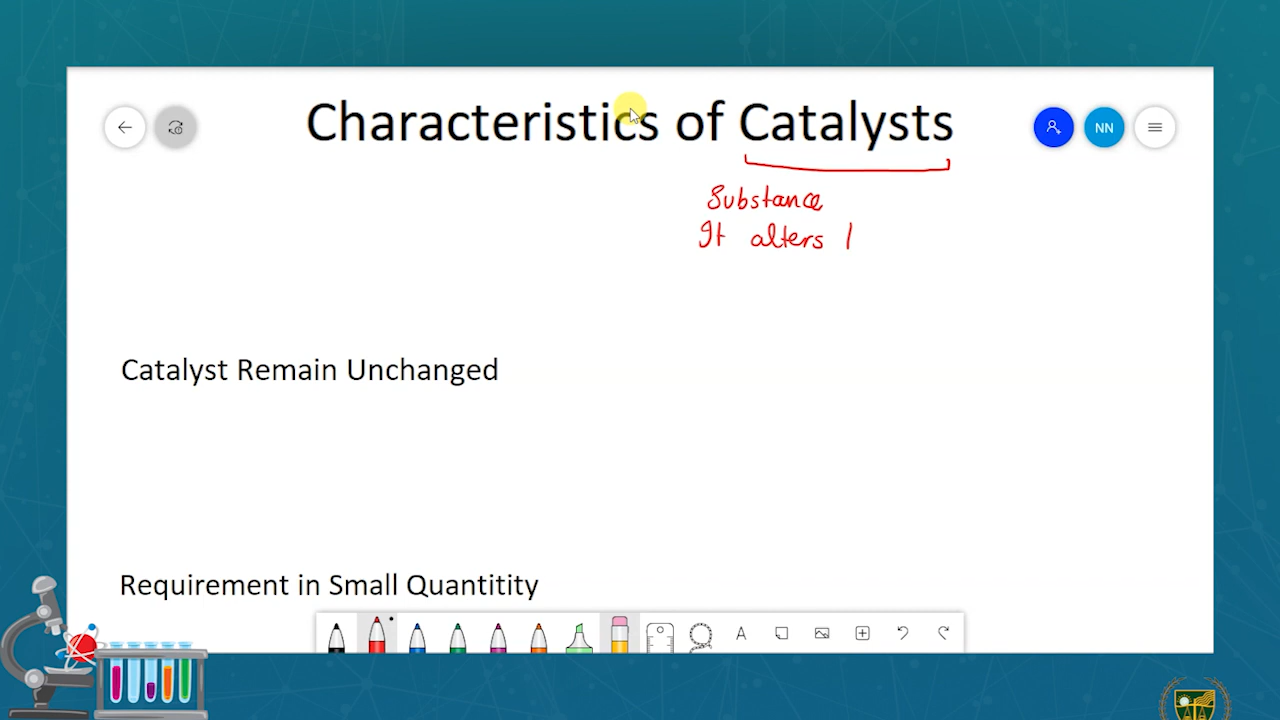 Characteristics of Catalysts
NN
Substance
It alters
Catalyst Remain Unchanged
Requirement in Small Quantitity
A